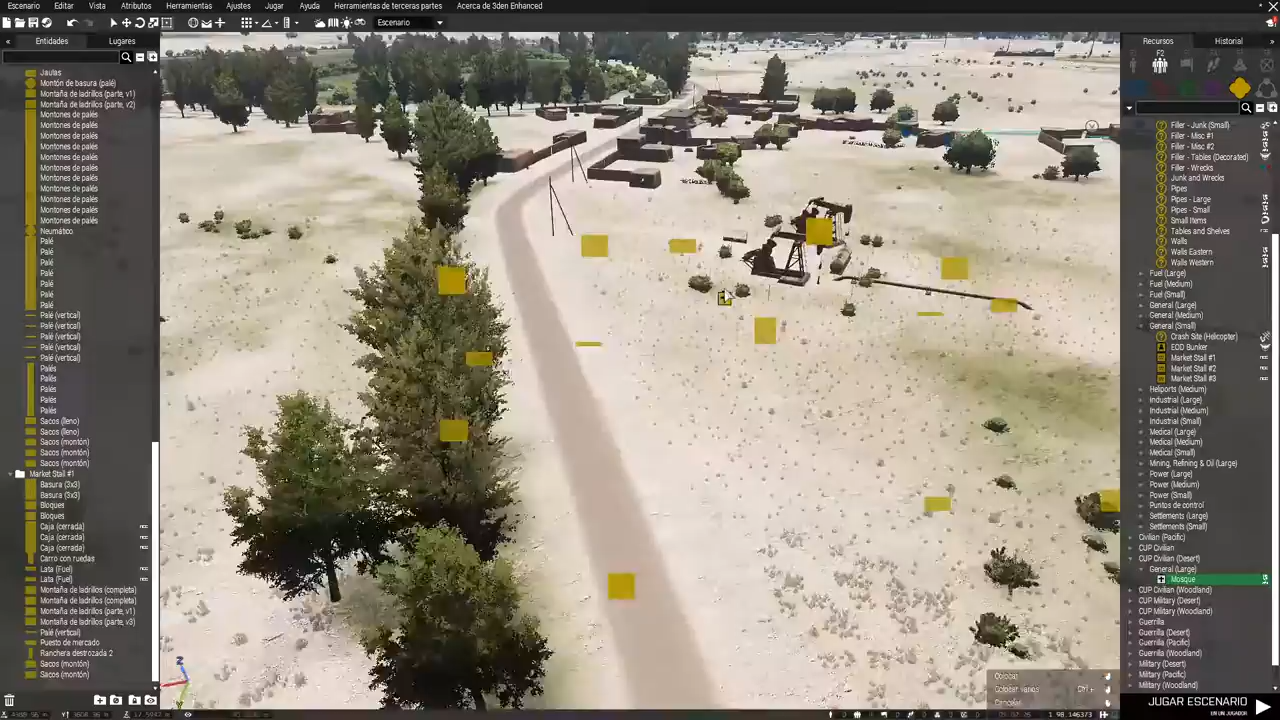 Escenario Editar Vista Atributos Herramientas Ajustes Jugar Ayuda Herramientas de terceras partes Acerca de 3den Enhanced
Escenario
Entidades Lugares
Jaulas
Montón de basura (palé)
Montaña de ladrillos (parte, v1)
Montaña de ladrillos (parte, v2)
Montones de palés
Montones de palés
Montones de palés
Montones de palés
Montones de palés
Montones de palés
Montones de palés
Montones de palés
Montones de palés
Montones de palés
Montones de palés
Neumático
Palé
Palé
Palé
Palé
Palé
Palé
Palé
Palé (vertical)
Palé (vertical)
Palé (vertical)
Palé (vertical)
Palé (vertical)
Palés
Palés
Palés
Palés
Palés
Sacos (lleno)
Sacos (lleno)
Sacos (montón)
Sacos (montón)
Sacos (montón)
Market Stall #1
Basura (3x3)
Basura (3x3)
Bloques
Bloques
Caja (cerrada)
Caja (cerrada)
Caja (cerrada)
Carro con ruedas
Lata (Fuel)
Lata (Fuel)
Montaña de ladrillos (completa)
Montaña de ladrillos (completa)
Montaña de ladrillos (parte, v1)
Montaña de ladrillos (parte, v3)
Palé (vertical)
Puesto de mercado
Ranchera destrozada 2
Sacos (montón)
Sacos (montón)
Z
Colocar
Colocar varios Ctrl +
Cancelar
Recursos Historial
F2
Filler - Junk (Small)
Filler - Misc #1
Filler - Misc #2
Filler - Tables (Decorated)
Filler - Wrecks
Junk and Wrecks
Pipes
Pipes - Large
Pipes - Small
Small Items
Tables and Shelves
Walls
Walls Eastern
Walls Western
Fuel (Large)
Fuel (Medium)
Fuel (Small)
General (Large)
General (Medium)
General (Small)
Crash Site (Helicopter)
EOD Bunker
Market Stall #1
Market Stall #2
Market Stall #3
Heliports (Medium)
Industrial (Large)
Industrial (Medium)
Industrial (Small)
Medical (Large)
Medical (Medium)
Medical (Small)
Mining, Refining & Oil (Large)
Power (Large)
Power (Medium)
Power (Small)
Puntos de control
Settlements (Large)
Settlements (Small)
Civilian (Pacific)
CUP Civilian
CUP Civilian (Desert)
General (Large)
Mosque
CUP Civilian (Woodland)
CUP Military (Desert)
CUP Military (Woodland)
Guerrilla
Guerrilla (Desert)
Guerrilla (Pacific)
Guerrilla (Woodland)
Military (Desert)
Military (Pacific)
Military (Woodland)
JUGAR ESCENARIO
EN UN JUGADOR